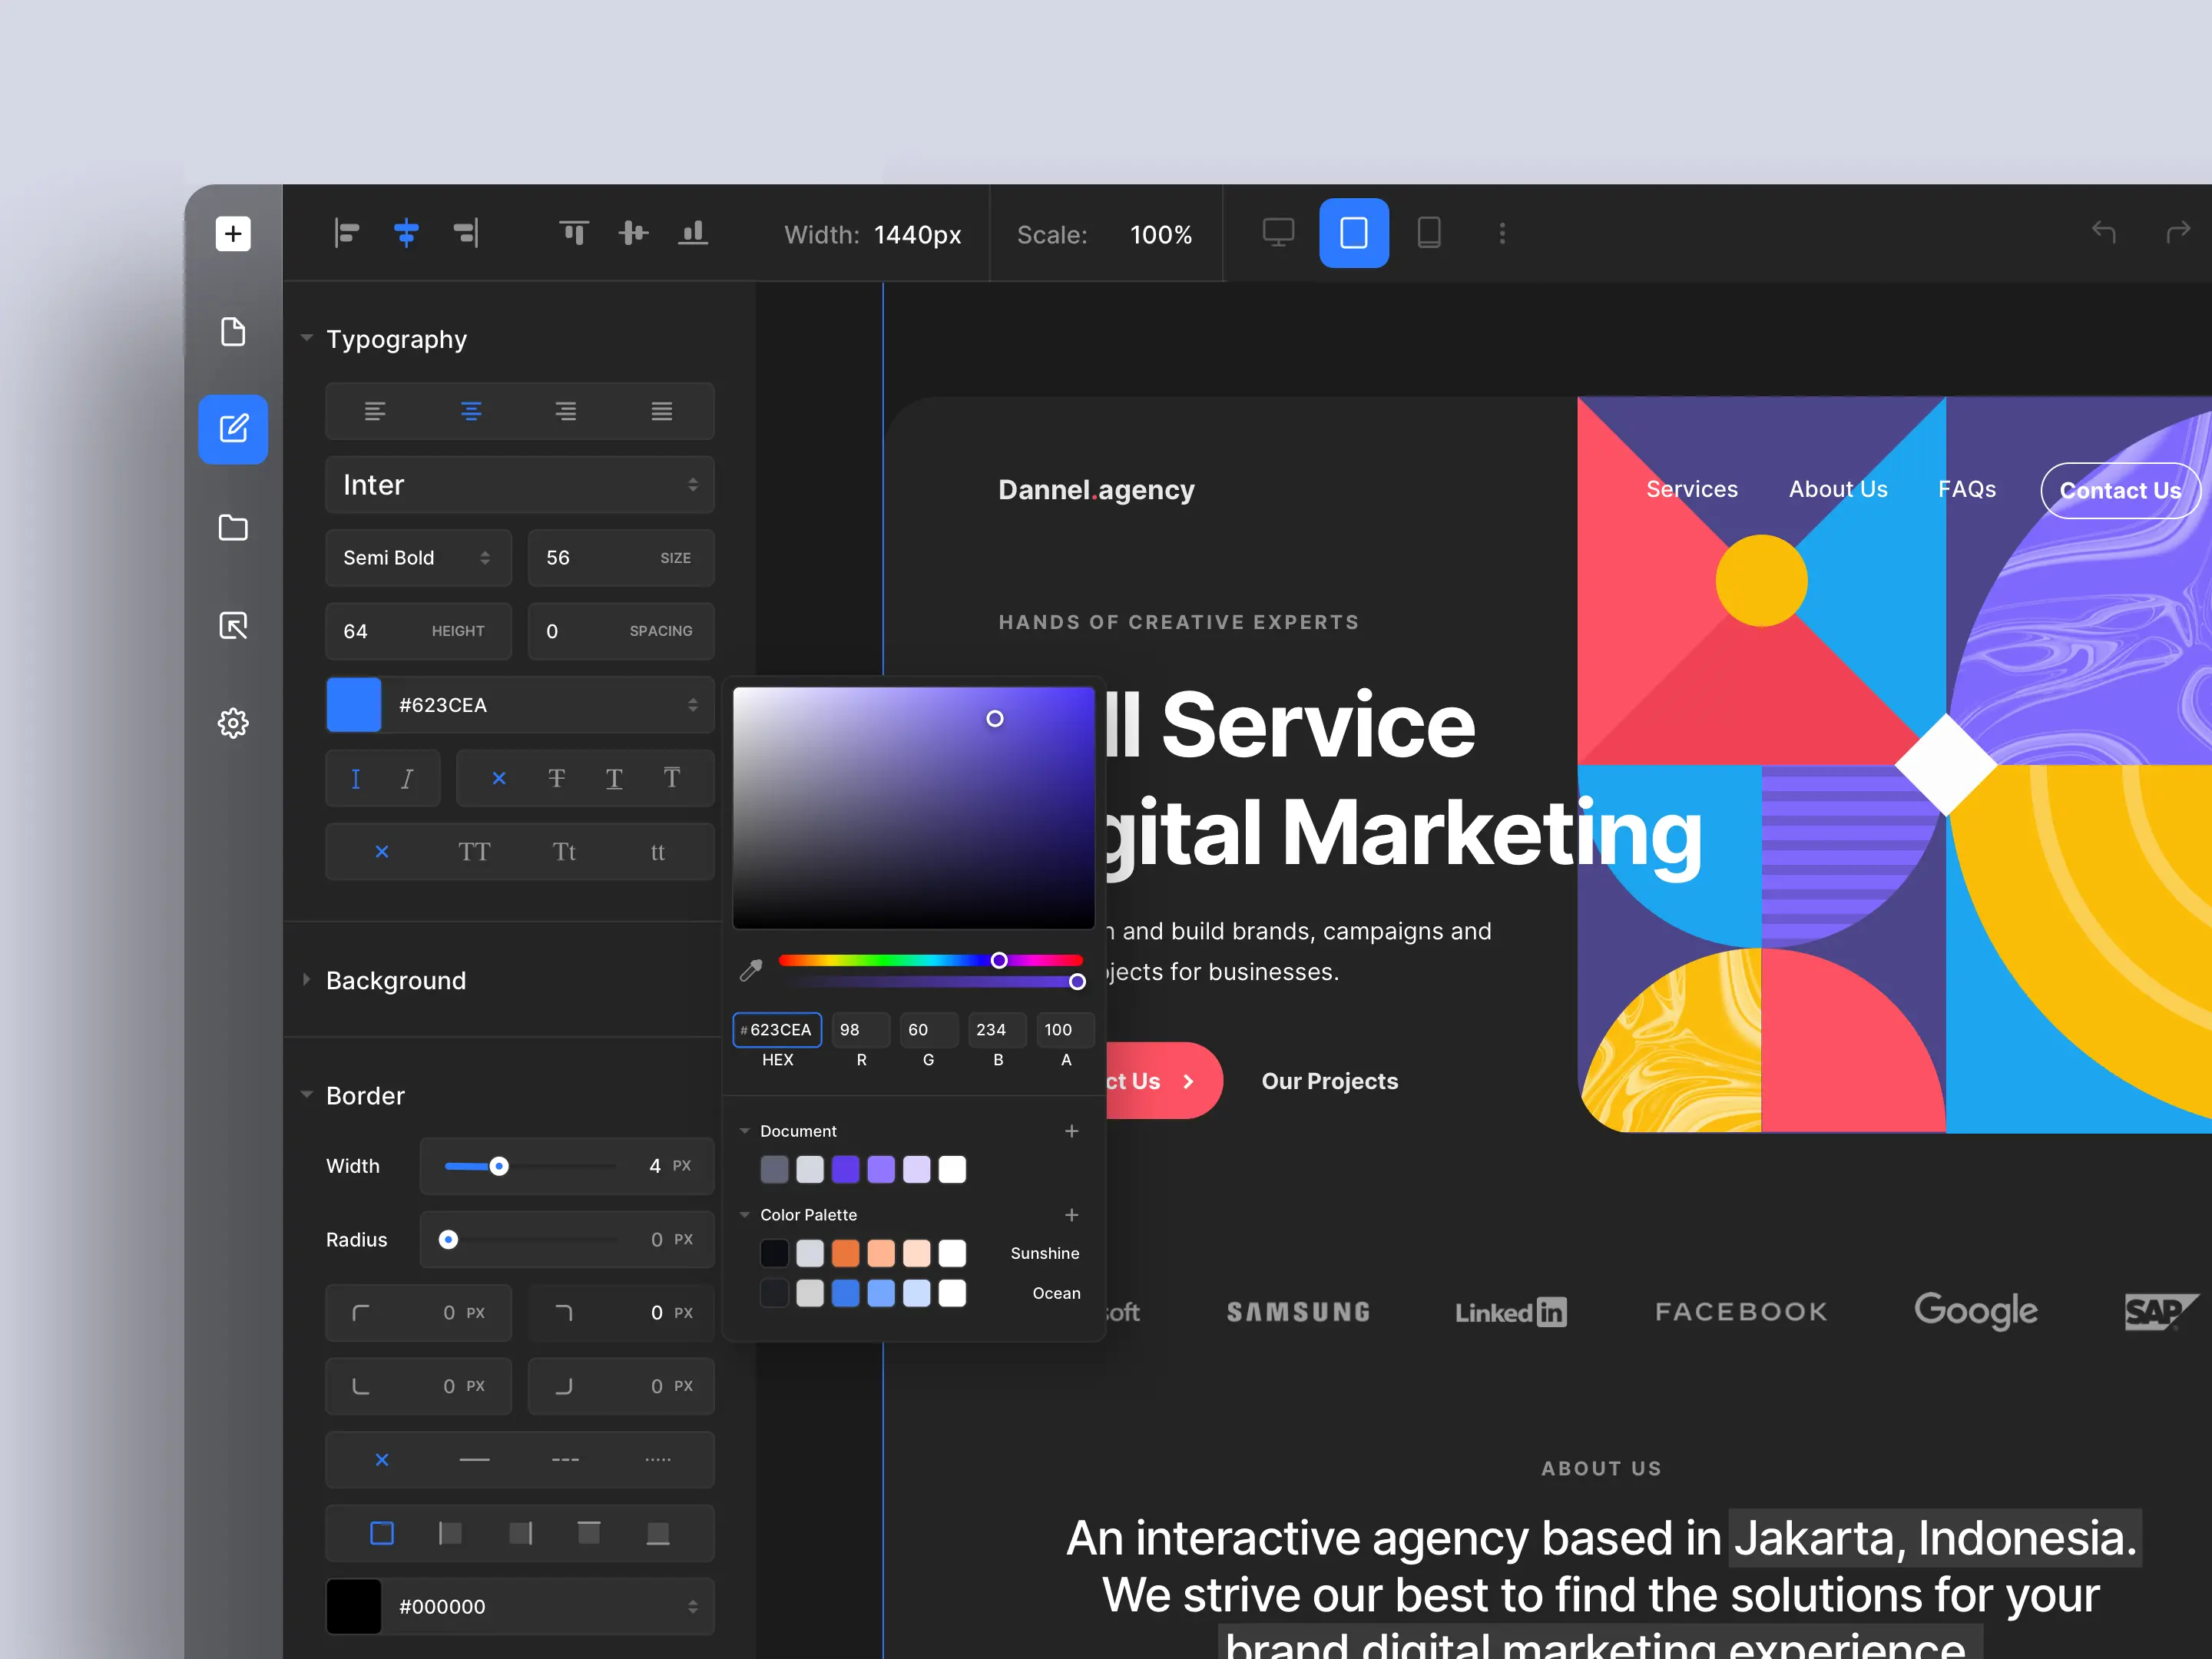 Width: 1440px
Scale: 100%
Typography
Inter
Semi Bold
56 SIZE
64 HEIGHT
0 SPACING
#623CEA
T T T
TT Tt tt
Background
Border
Width 4 PX
Radius 0 PX
0 PX
0 PX
0 PX
0 PX
#000000
#623CEA 98 60 234 100
HEX R G B A
Document
Color Palette
Sunshine
Ocean
Dannel.agency
Services About Us FAQs Contact Us
HANDS OF CREATIVE EXPERTS
ll Service
gital Marketing
n and build brands, campaigns and
jects for businesses.
ct Us
Our Projects
soft SAMSUNG Linked in FACEBOOK Google SAP
ABOUT US
An interactive agency based in Jakarta, Indonesia.
We strive our best to find the solutions for your
brand digital marketing experience.